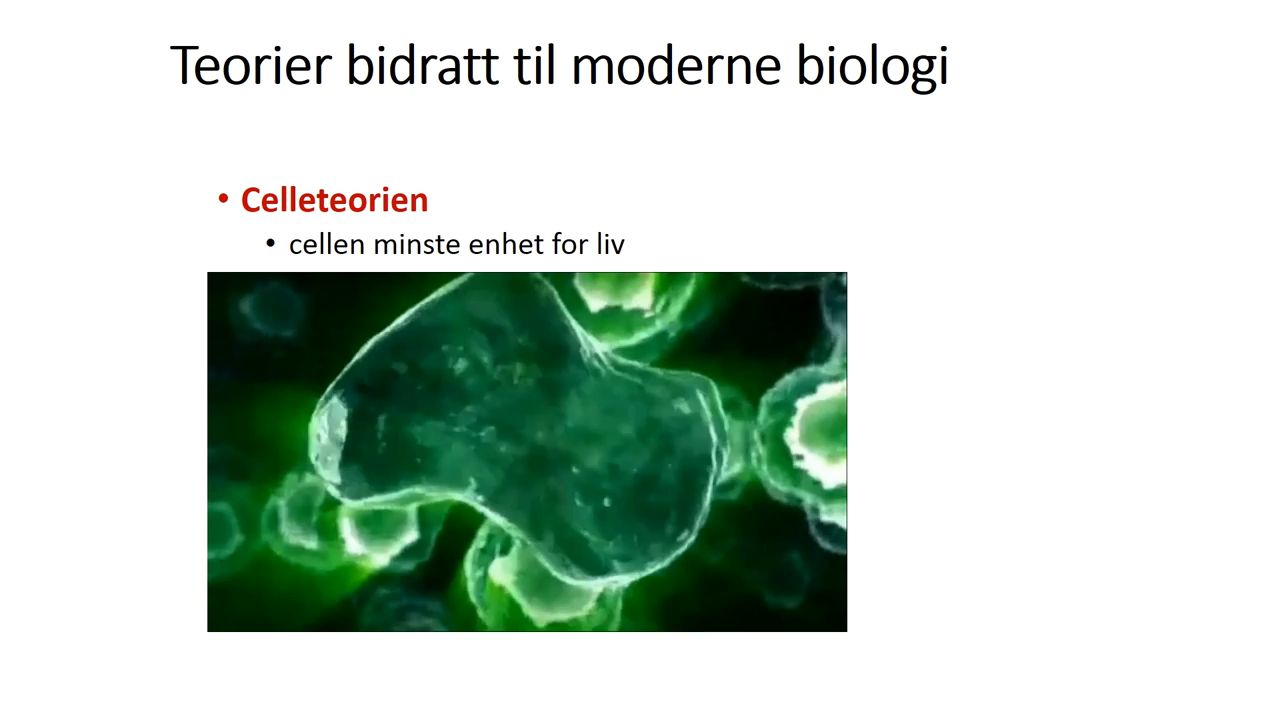 Teorier bidratt til moderne biologi
• Celleteorien
• cellen minste enhet for liv